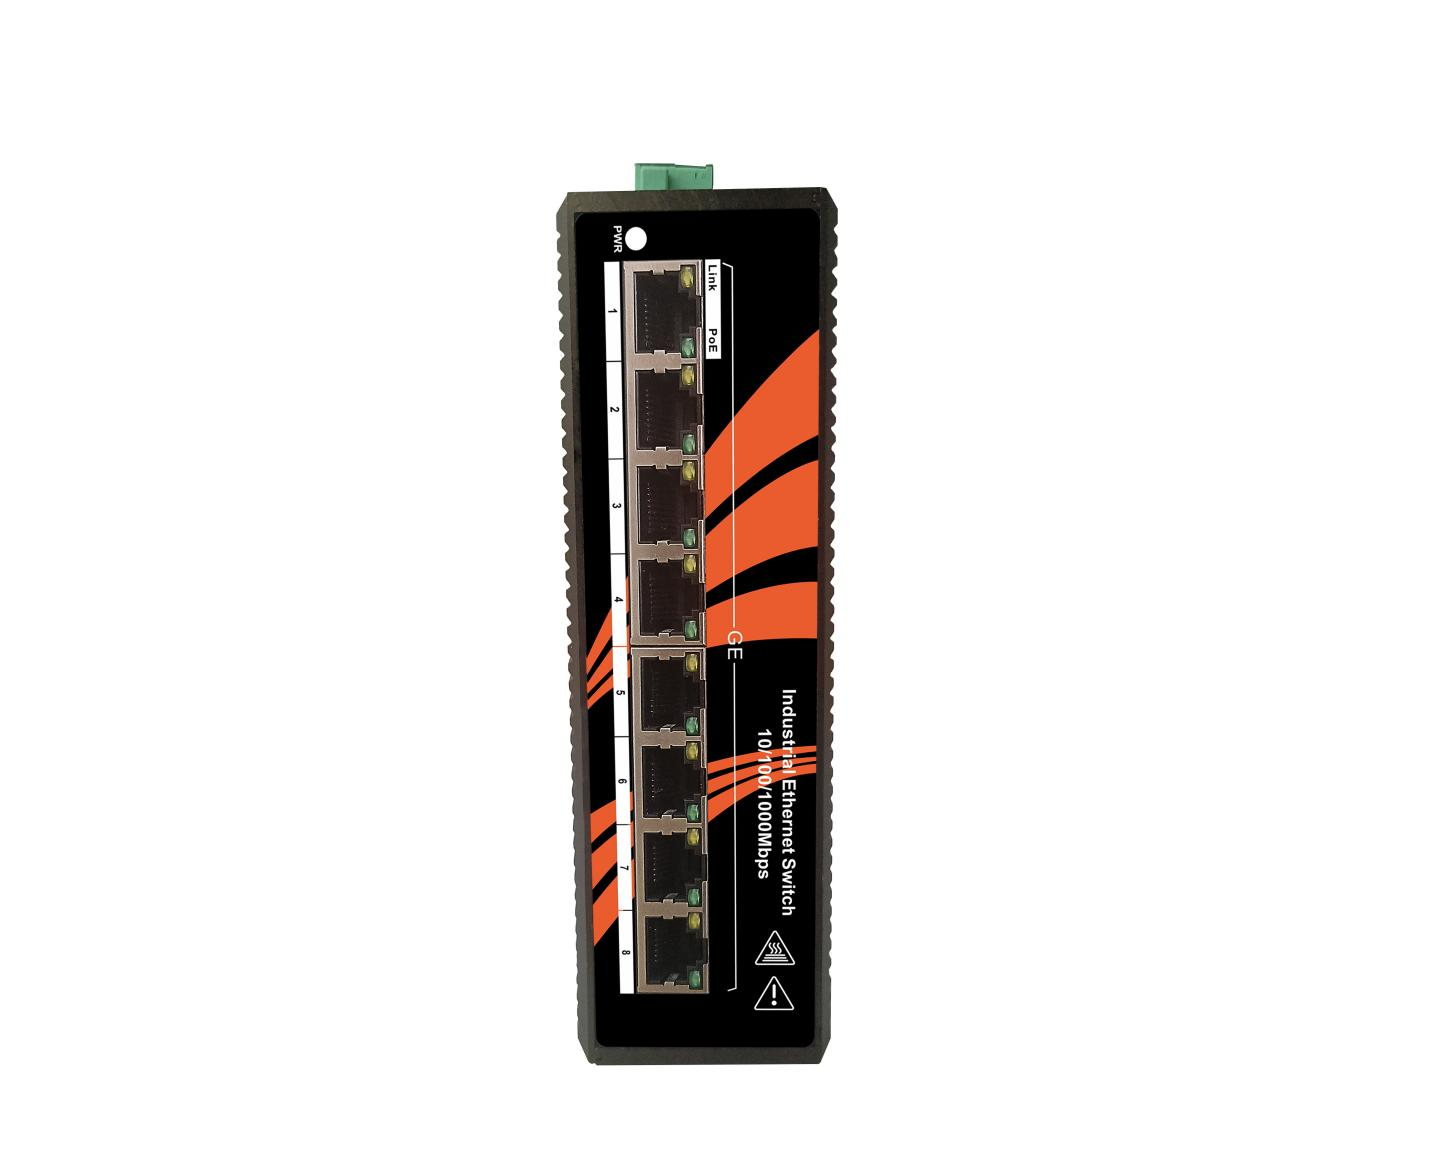 PWR
Link
PoE
1
2
3
4
5
6
7
8
GE
Industrial Ethernet Switch
10/100/1000Mbps